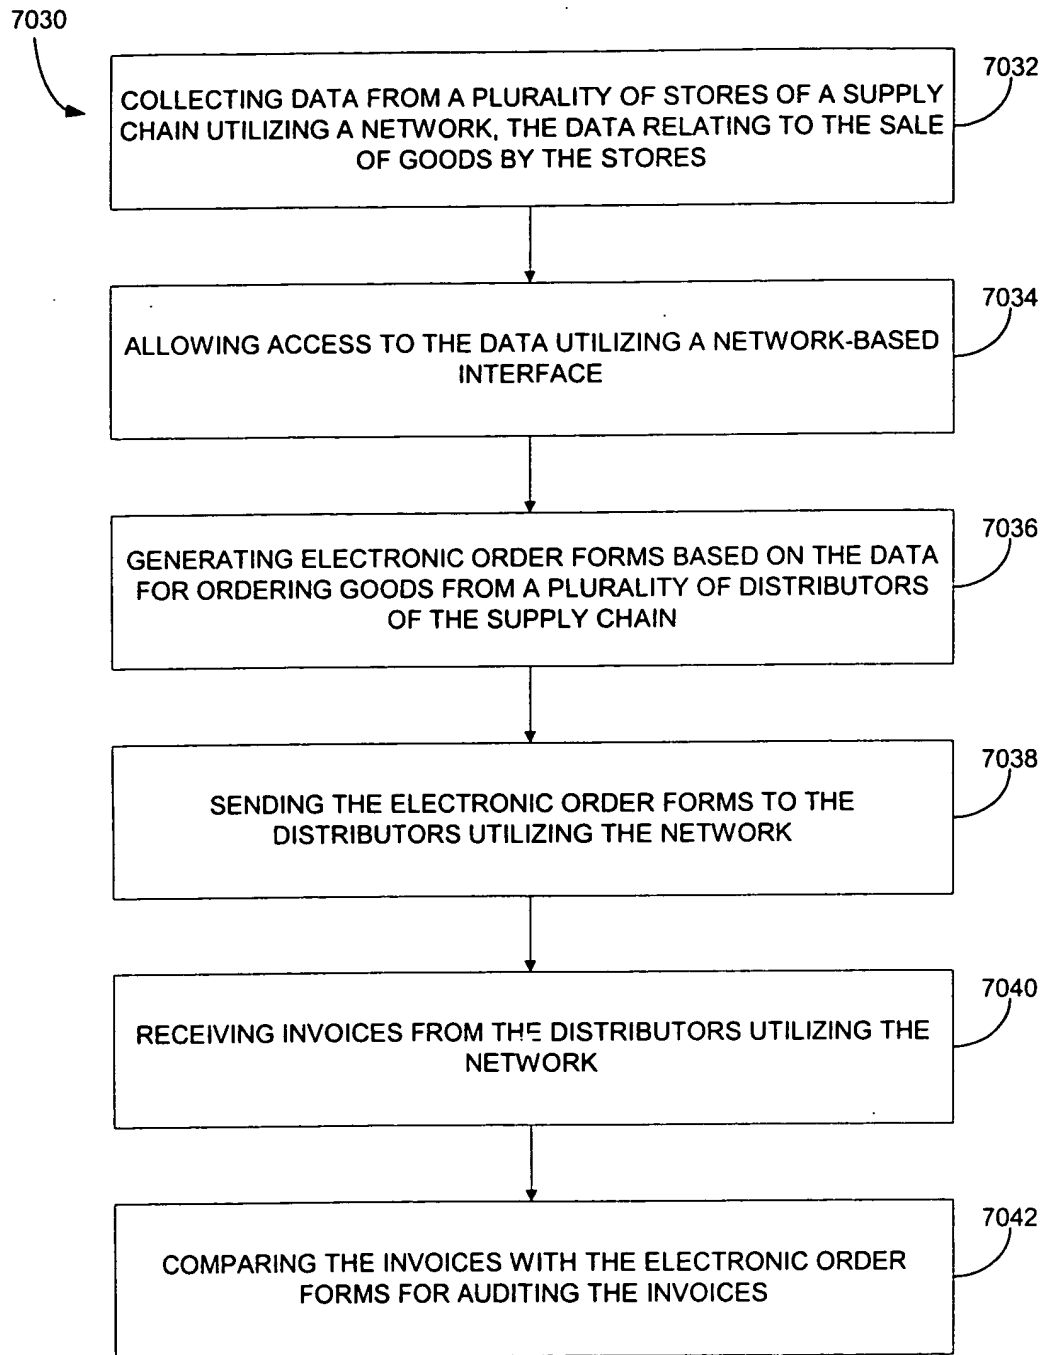 7030
7032
COLLECTING DATA FROM A PLURALITY OF STORES OF A SUPPLY
CHAIN UTILIZING A NETWORK, THE DATA RELATING TO THE SALE
OF GOODS BY THE STORES
7034
ALLOWING ACCESS TO THE DATA UTILIZING A NETWORK-BASED
INTERFACE
7036
GENERATING ELECTRONIC ORDER FORMS BASED ON THE DATA
FOR ORDERING GOODS FROM A PLURALITY OF DISTRIBUTORS
OF THE SUPPLY CHAIN
7038
SENDING THE ELECTRONIC ORDER FORMS TO THE
DISTRIBUTORS UTILIZING THE NETWORK
7040
RECEIVING INVOICES FROM THE DISTRIBUTORS UTILIZING THE
NETWORK
7042
COMPARING THE INVOICES WITH THE ELECTRONIC ORDER
FORMS FOR AUDITING THE INVOICES